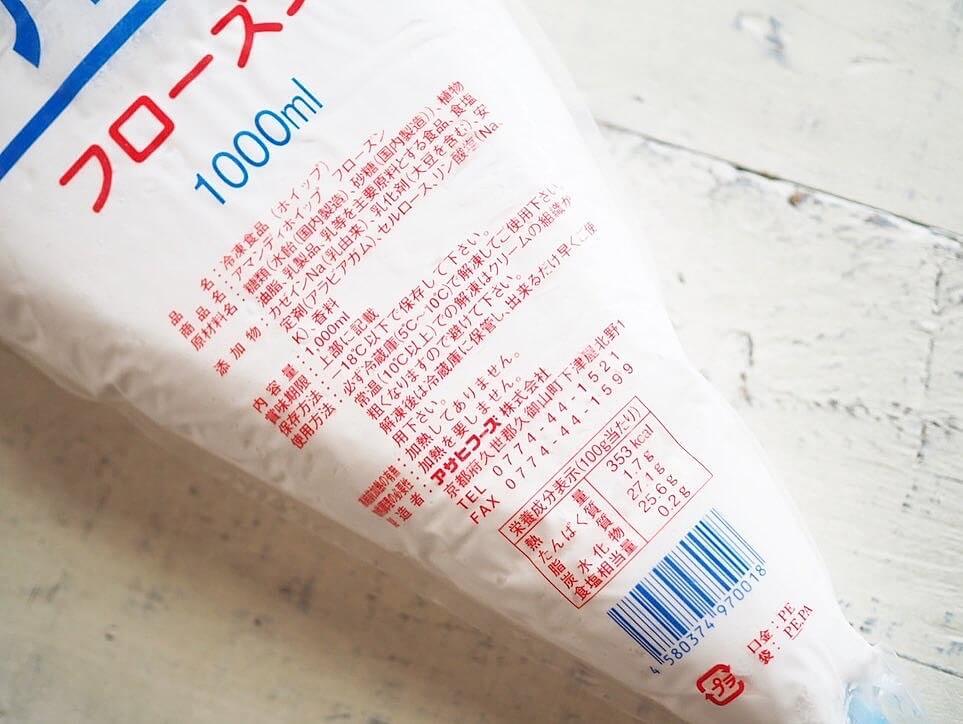 フローズン
1000ml
品 名：冷凍食品（ホイップ）
商 品 名：アマンディホイップ フローズン
原材料名：糖類（水飴（国内製造）、砂糖（国内製造））、植物
油脂、乳製品、乳等を主要原料とする食品、食塩
添 加 物：カゼインNa（乳由来）、乳化剤（大豆を含む）、安
定剤（アラビアガム）、セルロース、リン酸塩（Na、
K）、香料
内 容 量：1,000ml
賞味期限：上部に記載
保存方法：−18℃以下で保存して下さい。
使用方法：必ず冷蔵庫（5℃〜10℃）で解凍してご使用下さい。
常温（10℃以上）での解凍はクリームの組織が
粗くなりますので避けて下さい。
解凍後は冷蔵庫に保管し、出来るだけ早くご使
用下さい。
加熱してありません。
加熱を要しません。
製 造 者：アサヒフーズ株式会社
京都府久世郡久御山町下津屋北野1
TEL 0774-44-1521
FAX 0774-44-1599
栄養成分表示（100g当たり）
熱量 353 kcal
たんぱく質 1.7 g
脂質 27.1 g
炭水化物 25.6 g
食塩相当量 0.2 g
4 580374 970018
プラ
口金：PE
袋：PE.PA